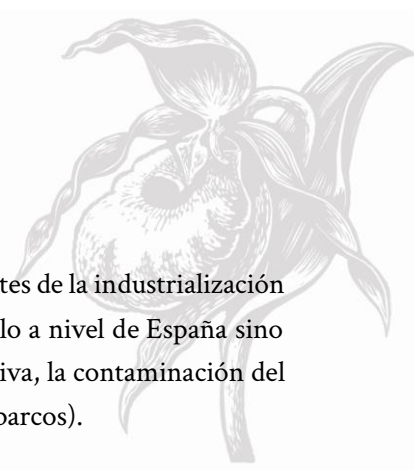 tes de la industrialización
lo a nivel de España sino
iva, la contaminación del
barcos).